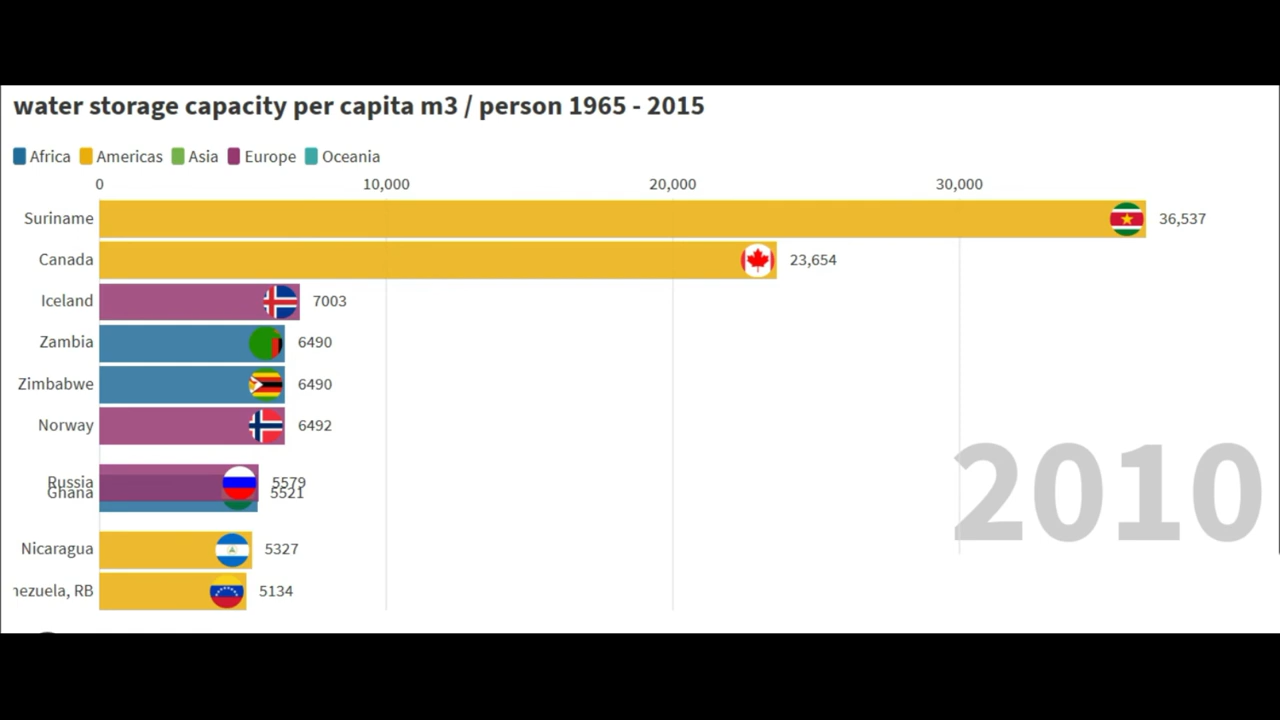 water storage capacity per capita m3 / person 1965 - 2015
Africa Americas Asia Europe Oceania
0 10,000 20,000 30,000
Suriname 36,537
Canada 23,654
Iceland 7003
Zambia 6490
Zimbabwe 6490
Norway 6492
Russia 5579
Ghana 5521
2010
Nicaragua 5327
nezuela, RB 5134